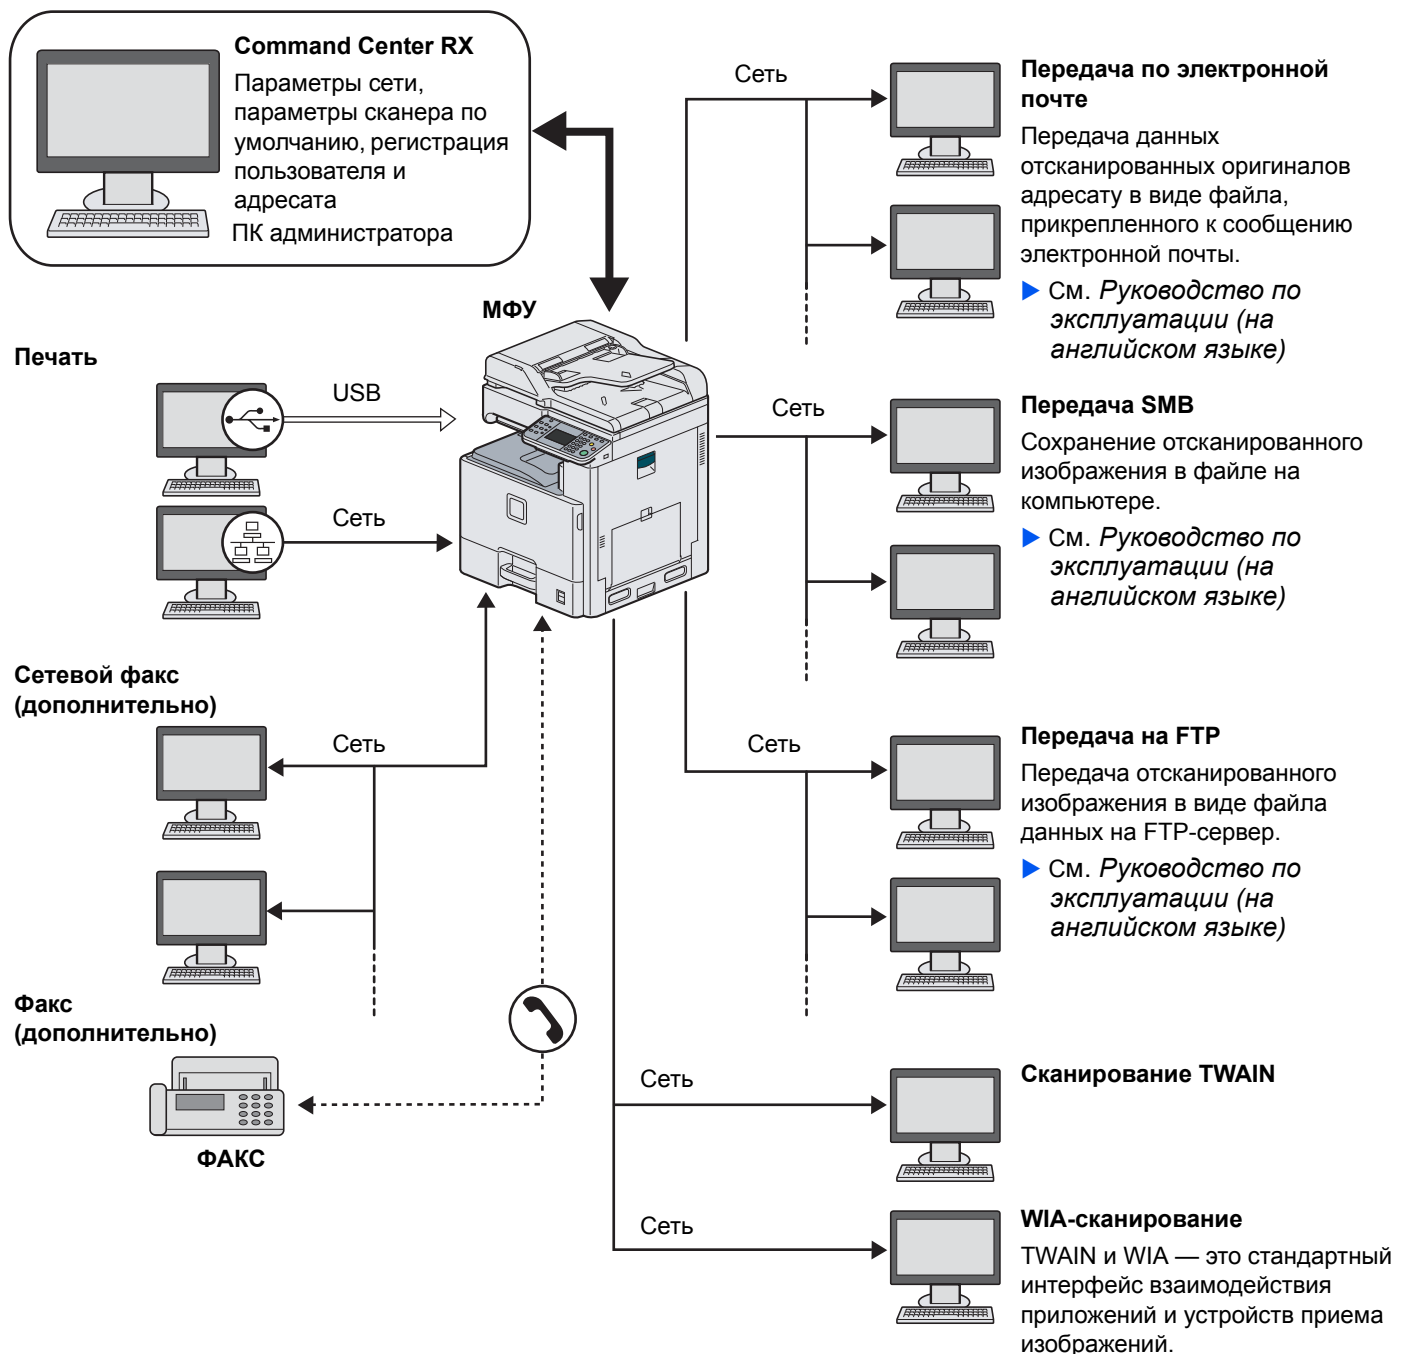 Command Center RX
Параметры сети,
параметры сканера по
умолчанию, регистрация
пользователя и
адресата
ПК администратора
МФУ
Печать
USB
Сеть
Сетевой факс
(дополнительно)
Сеть
Факс
(дополнительно)
ФАКС
Сеть
Передача по электронной
почте
Передача данных
отсканированных оригиналов
адресату в виде файла,
прикрепленного к сообщению
электронной почты.
См. Руководство по
эксплуатации (на
английском языке)
Сеть
Передача SMB
Сохранение отсканированного
изображения в файле на
компьютере.
См. Руководство по
эксплуатации (на
английском языке)
Сеть
Передача на FTP
Передача отсканированного
изображения в виде файла
данных на FTP-сервер.
См. Руководство по
эксплуатации (на
английском языке)
Сеть
Сканирование TWAIN
Сеть
WIA-сканирование
TWAIN и WIA — это стандартный
интерфейс взаимодействия
приложений и устройств приема
изображений.